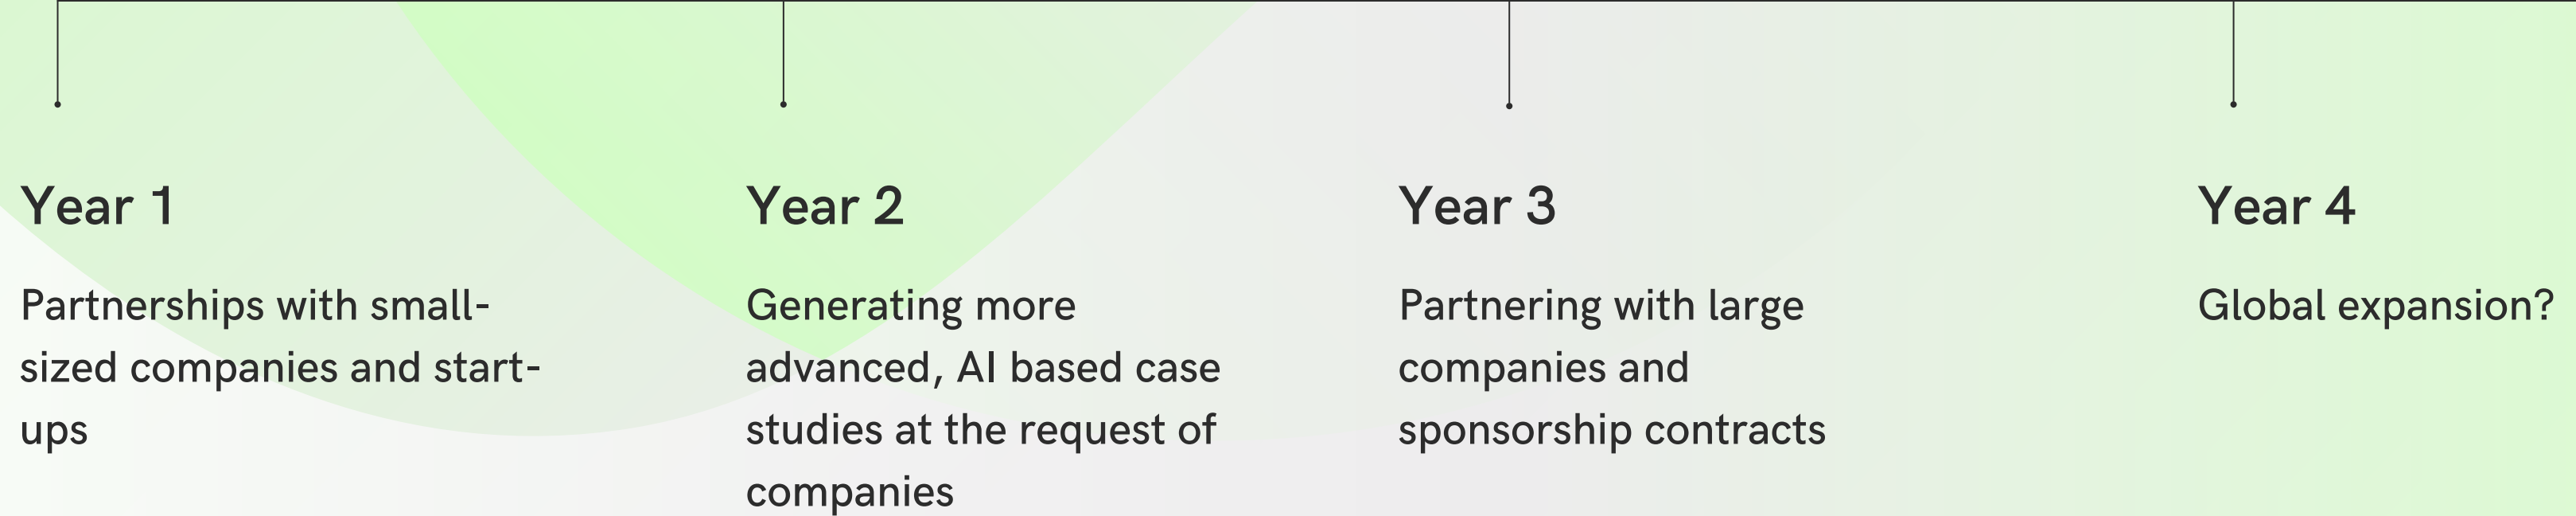 Year 1
Partnerships with small-
sized companies and start-
ups
Year 2
Generating more
advanced, AI based case
studies at the request of
companies
Year 3
Partnering with large
companies and
sponsorship contracts
Year 4
Global expansion?